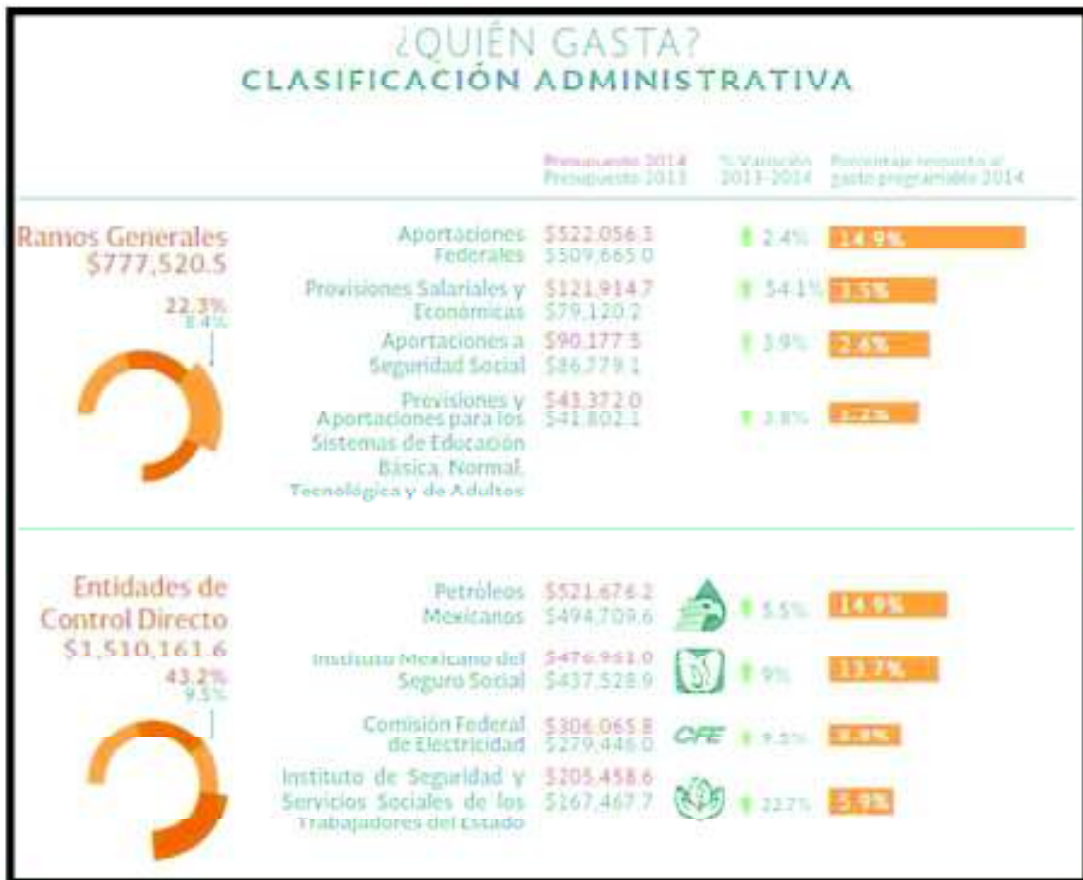 ¿QUIÉN GASTA?
CLASIFICACIÓN ADMINISTRATIVA
Presupuesto 2014
Presupuesto 2013
% Variación
2013-2014
Porcentaje respecto al
gasto programable 2014
Ramos Generales
$777,520.5
22.3%
8.4%
Aportaciones
Federales
$522,056.3
$509,665.0
2.4%
14.9%
Provisiones Salariales y
Económicas
$121,914.7
$79,120.2
54.1%
3.5%
Aportaciones a
Seguridad Social
$90,177.5
$86,779.1
3.9%
2.6%
Previsiones y
Aportaciones para los
Sistemas de Educación
Básica, Normal,
Tecnológica y de Adultos
$43,372.0
$41,802.1
3.8%
1.2%
Entidades de
Control Directo
$1,510,161.6
43.2%
9.5%
Petróleos
Mexicanos
$521,676.2
$494,709.6
5.5%
14.9%
Instituto Mexicano del
Seguro Social
$476,961.0
$437,528.9
9%
13.7%
Comisión Federal
de Electricidad
$306,065.8
$279,446.0
CFE
9.5%
8.8%
Instituto de Seguridad y
Servicios Sociales de los
Trabajadores del Estado
$205,458.6
$167,467.7
22.7%
5.9%